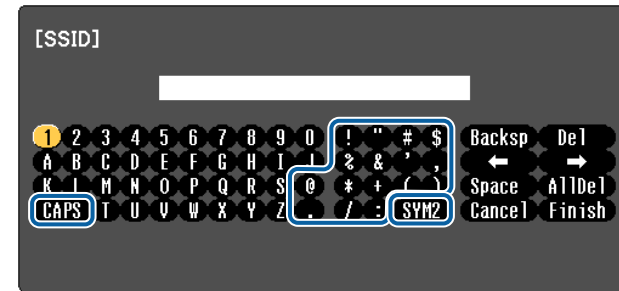 [SSID]
1 2 3 4 5 6 7 8 9 0 ! " # $ Backsp Del
A B C D E F G H I J % & ' , ← →
K L M N O P Q R S @ * + ( ) Space AllDel
CAPS T U V W X Y Z . / : SYM2 Cancel Finish